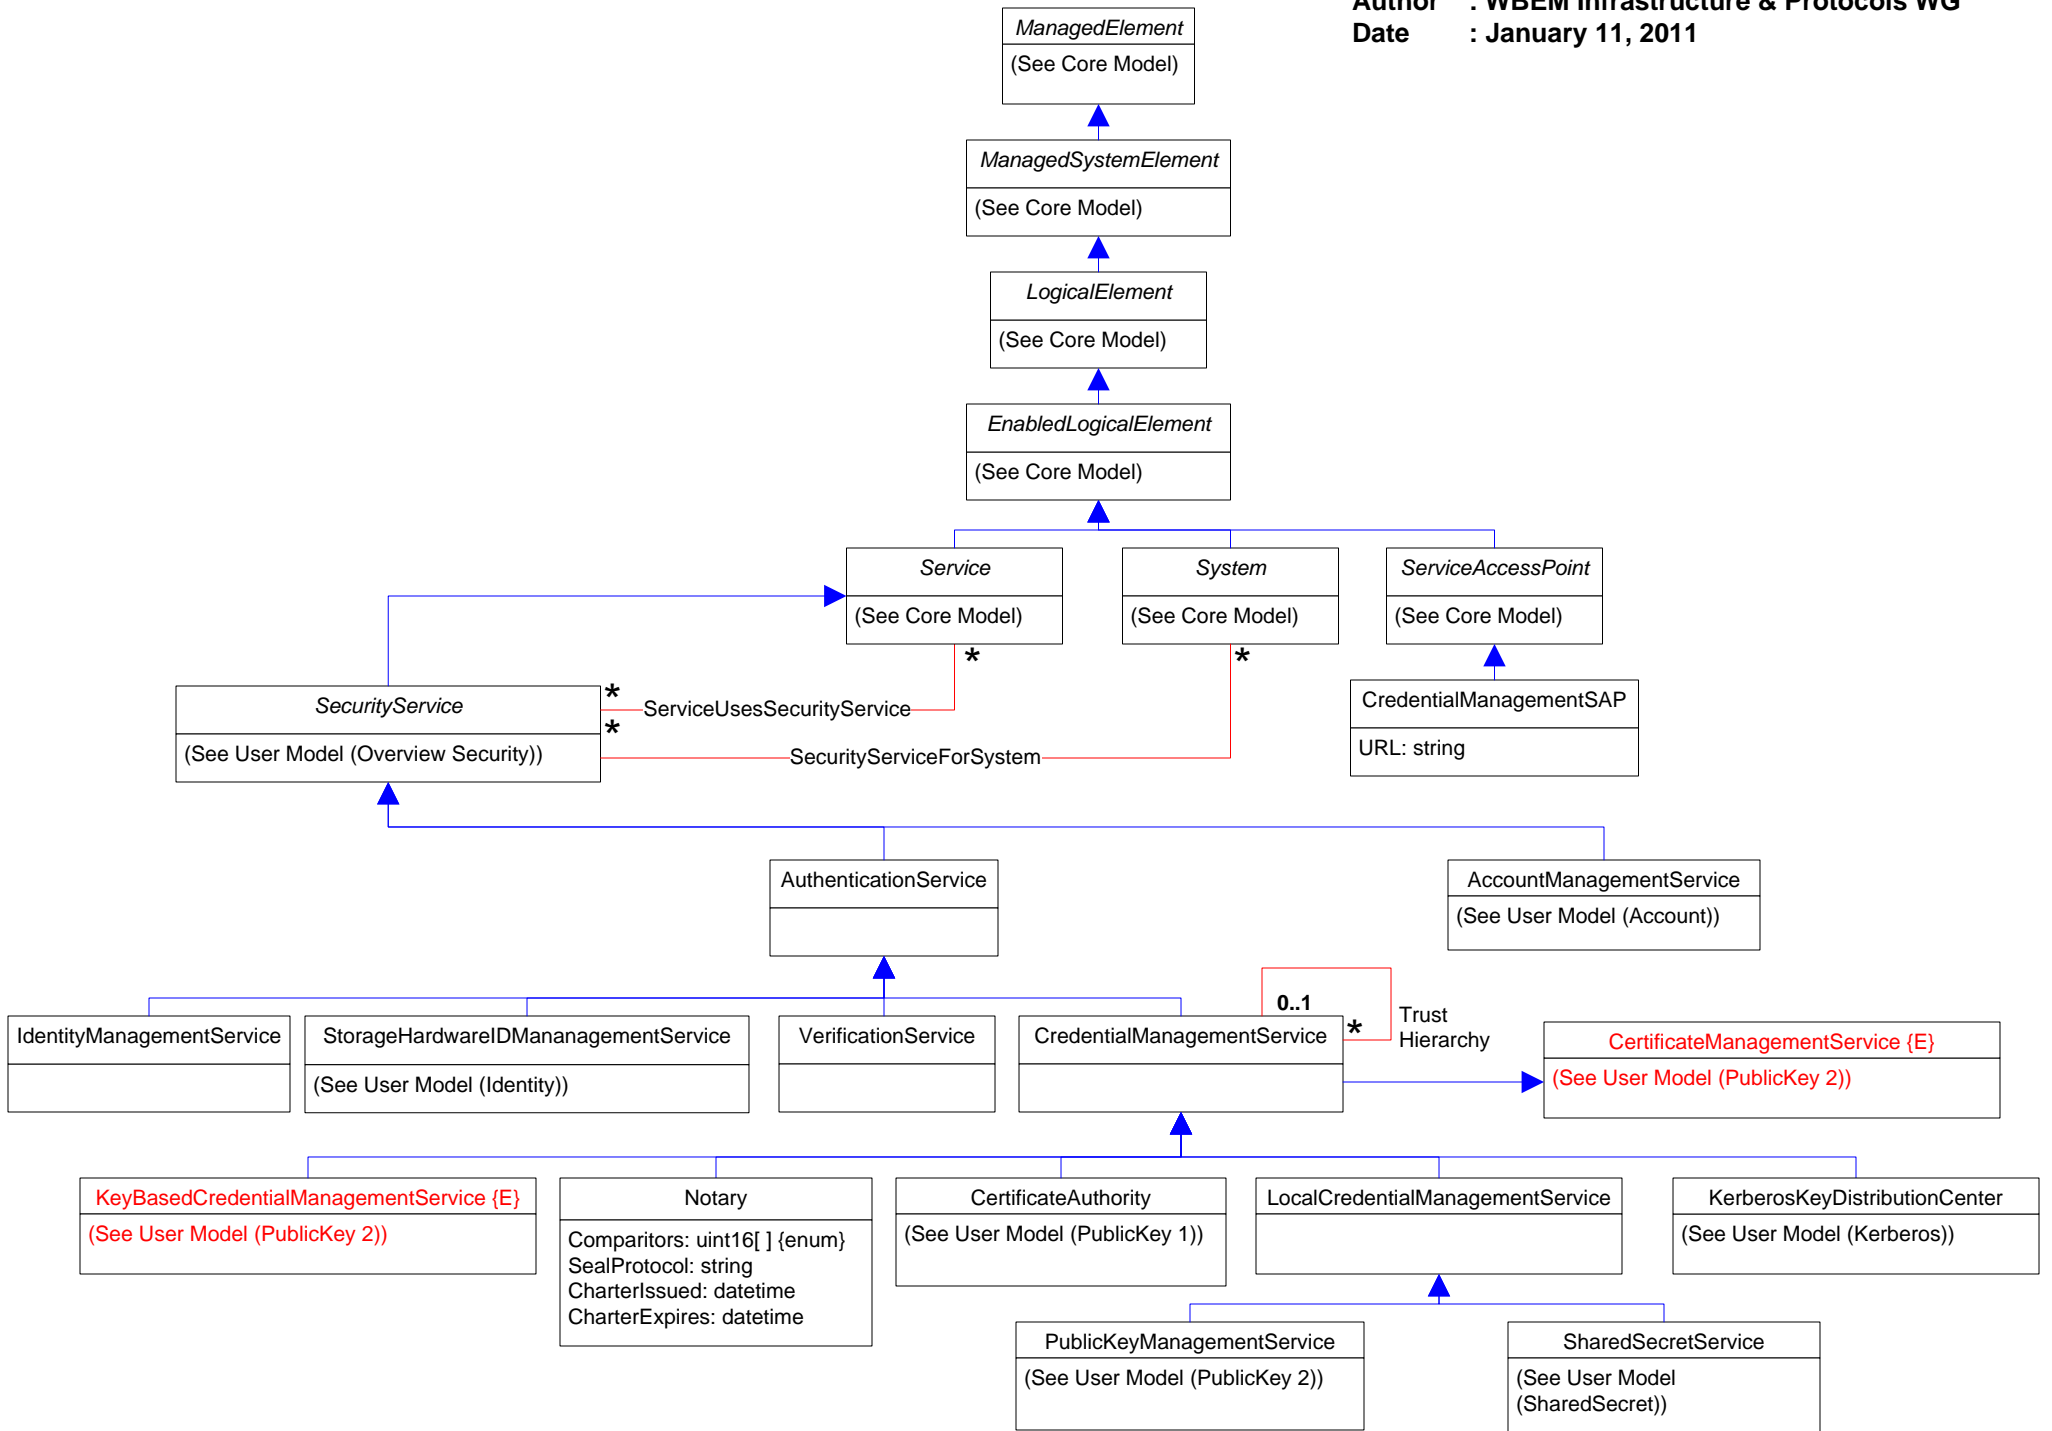 Author : WBEM Infrastructure & Protocols WG
Date : January 11, 2011
ManagedElement
(See Core Model)
ManagedSystemElement
(See Core Model)
LogicalElement
(See Core Model)
EnabledLogicalElement
(See Core Model)
Service
(See Core Model)
*
System
(See Core Model)
*
ServiceAccessPoint
(See Core Model)
SecurityService
(See User Model (Overview Security))
*
ServiceUsesSecurityService
*
SecurityServiceForSystem
CredentialManagementSAP
URL: string
AuthenticationService
AccountManagementService
(See User Model (Account))
IdentityManagementService
StorageHardwareIDMananagementService
(See User Model (Identity))
VerificationService
CredentialManagementService
0..1
*
Trust
Hierarchy
CertificateManagementService {E}
(See User Model (PublicKey 2))
KeyBasedCredentialManagementService {E}
(See User Model (PublicKey 2))
Notary
Comparitors: uint16[ ] {enum}
SealProtocol: string
CharterIssued: datetime
CharterExpires: datetime
CertificateAuthority
(See User Model (PublicKey 1))
LocalCredentialManagementService
KerberosKeyDistributionCenter
(See User Model (Kerberos))
PublicKeyManagementService
(See User Model (PublicKey 2))
SharedSecretService
(See User Model
(SharedSecret))